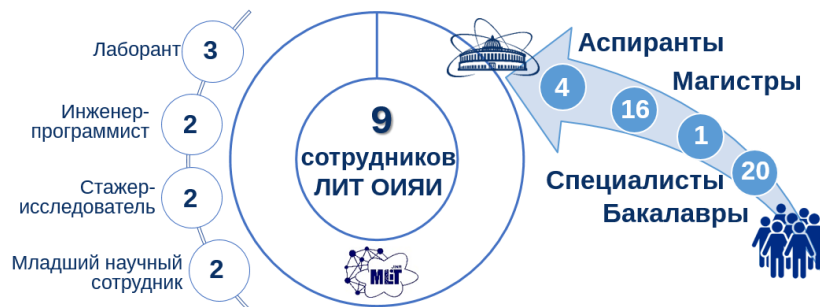 Лаборант
3
Инженер-
программист
2
Стажер-
исследователь
2
Младший научный
сотрудник
2
9
сотрудников
ЛИТ ОИЯИ
MLIT
Аспиранты
4
Магистры
16
Специалисты
1
Бакалавры
20